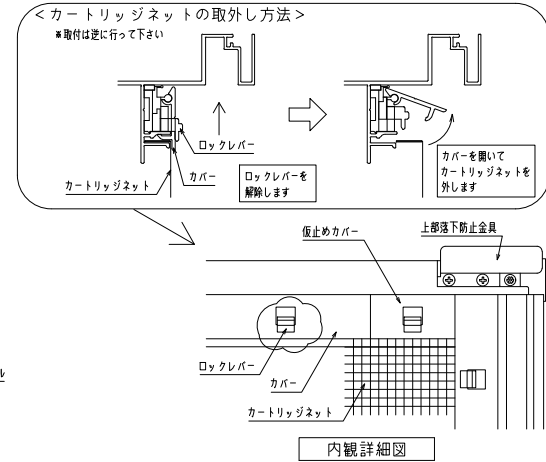 ＜カートリッジネットの取外し方法＞
※取付は逆に行って下さい
ロックレバー
カバー
カートリッジネット
ロックレバーを
解除します
カバーを開いて
カートリッジネットを
外します
仮止めカバー
上部落下防止金具
ロックレバー
カバー
カートリッジネット
内観詳細図